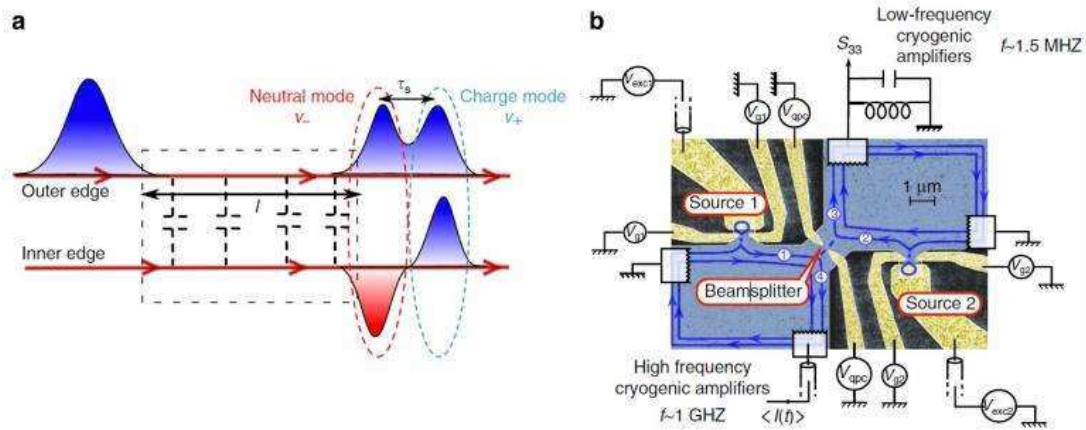 a
Neutral mode
v₋
τs
Charge mode
v₊
Outer edge
l
Inner edge
b
Low-frequency
cryogenic
amplifiers
f~1.5 MHZ
S33
Vexc1
Vg1
Vqpc
1 μm
Source 1
3
2
Vg1
1
4
Vg2
Beamsplitter
Source 2
High frequency
cryogenic amplifiers
f~1 GHZ
< I(t)>
Vqpc
Vg2
Vexc2